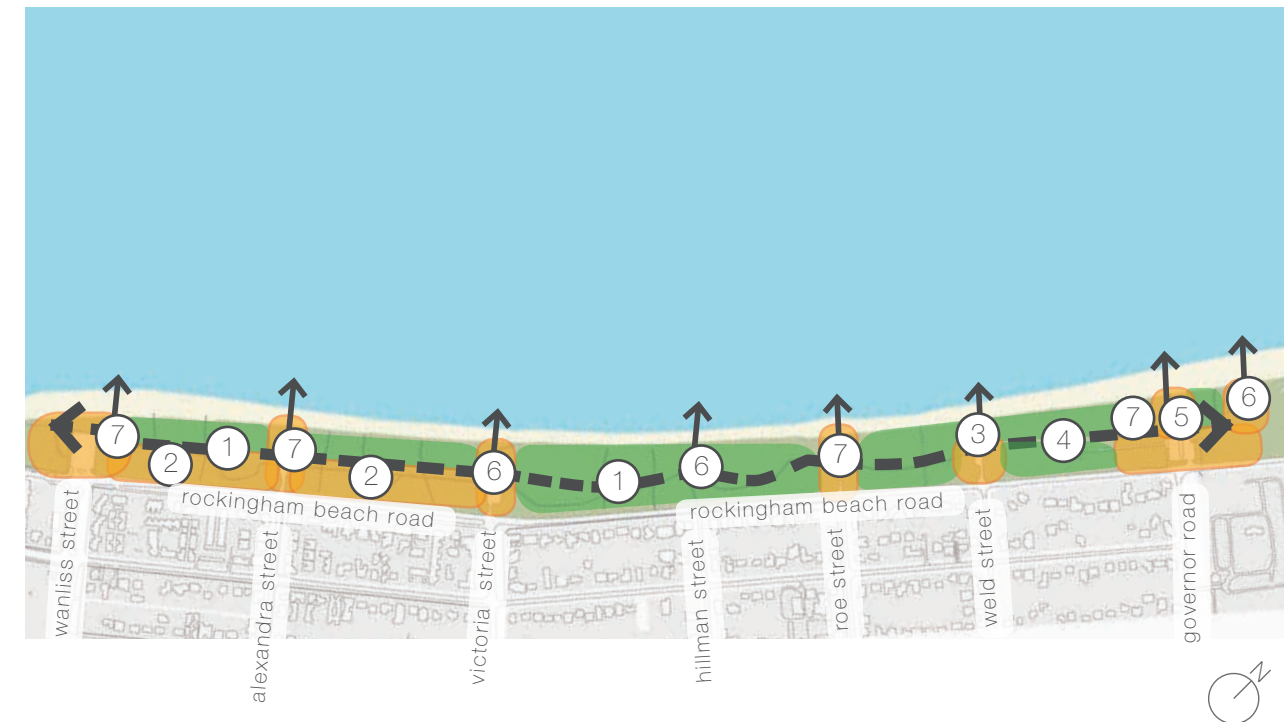 6
7
5
7
3
4
7
6
1
6
7
1
7
2
2
rockingham beach road
rockingham beach road
wanliss street
alexandra street
victoria street
hillman street
roe street
weld street
governor road
N